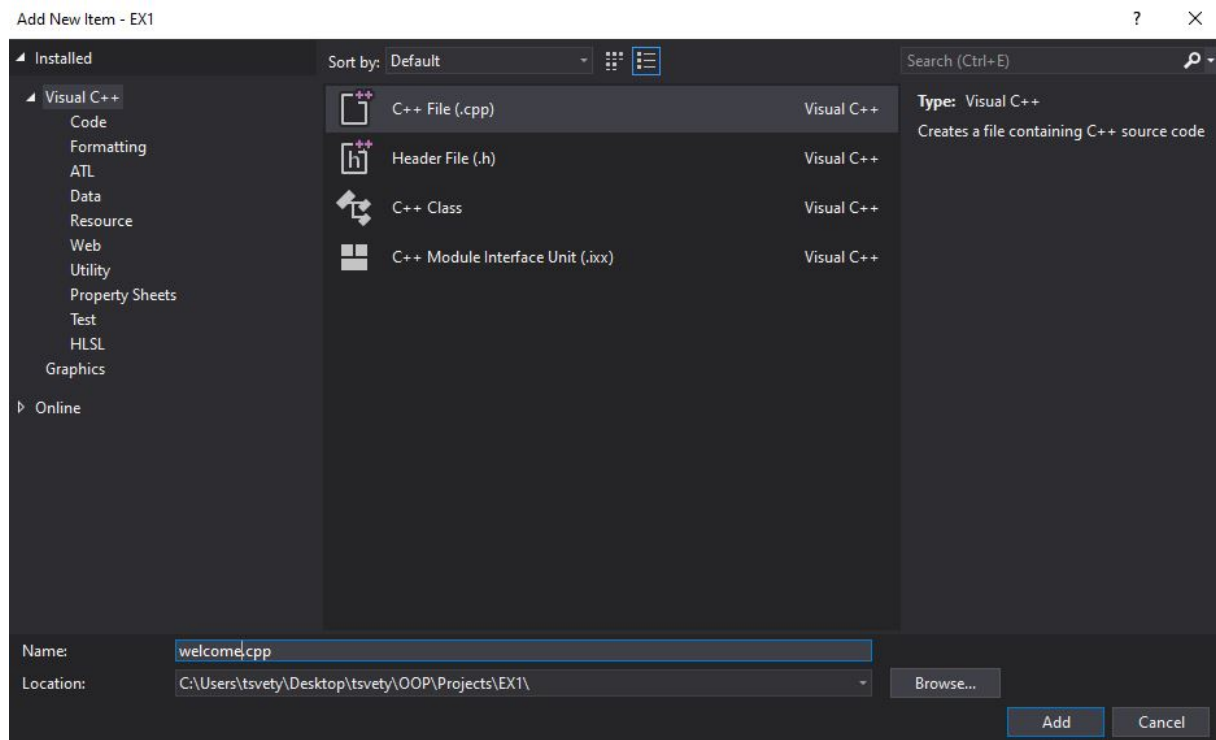 Add New Item - EX1
? ×
Installed
Sort by: Default
Search (Ctrl+E)
Visual C++
Code
Formatting
ATL
Data
Resource
Web
Utility
Property Sheets
Test
HLSL
Graphics
Online
C++ File (.cpp) Visual C++
Header File (.h) Visual C++
C++ Class Visual C++
C++ Module Interface Unit (.ixx) Visual C++
Type: Visual C++
Creates a file containing C++ source code
Name: welcome.cpp
Location: C:\Users\tsvety\Desktop\tsvety\OOP\Projects\EX1\
Browse...
Add Cancel